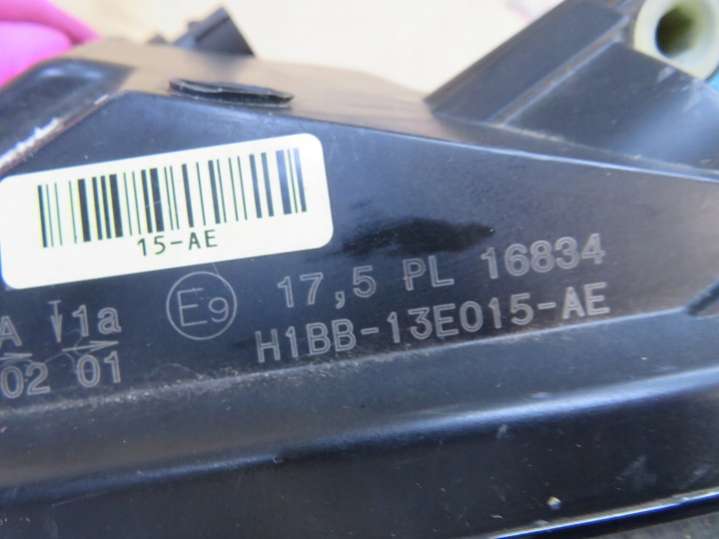 15-AE
17,5 PL 16834
E9
H1BB-13E015-AE
A 1a
02 01